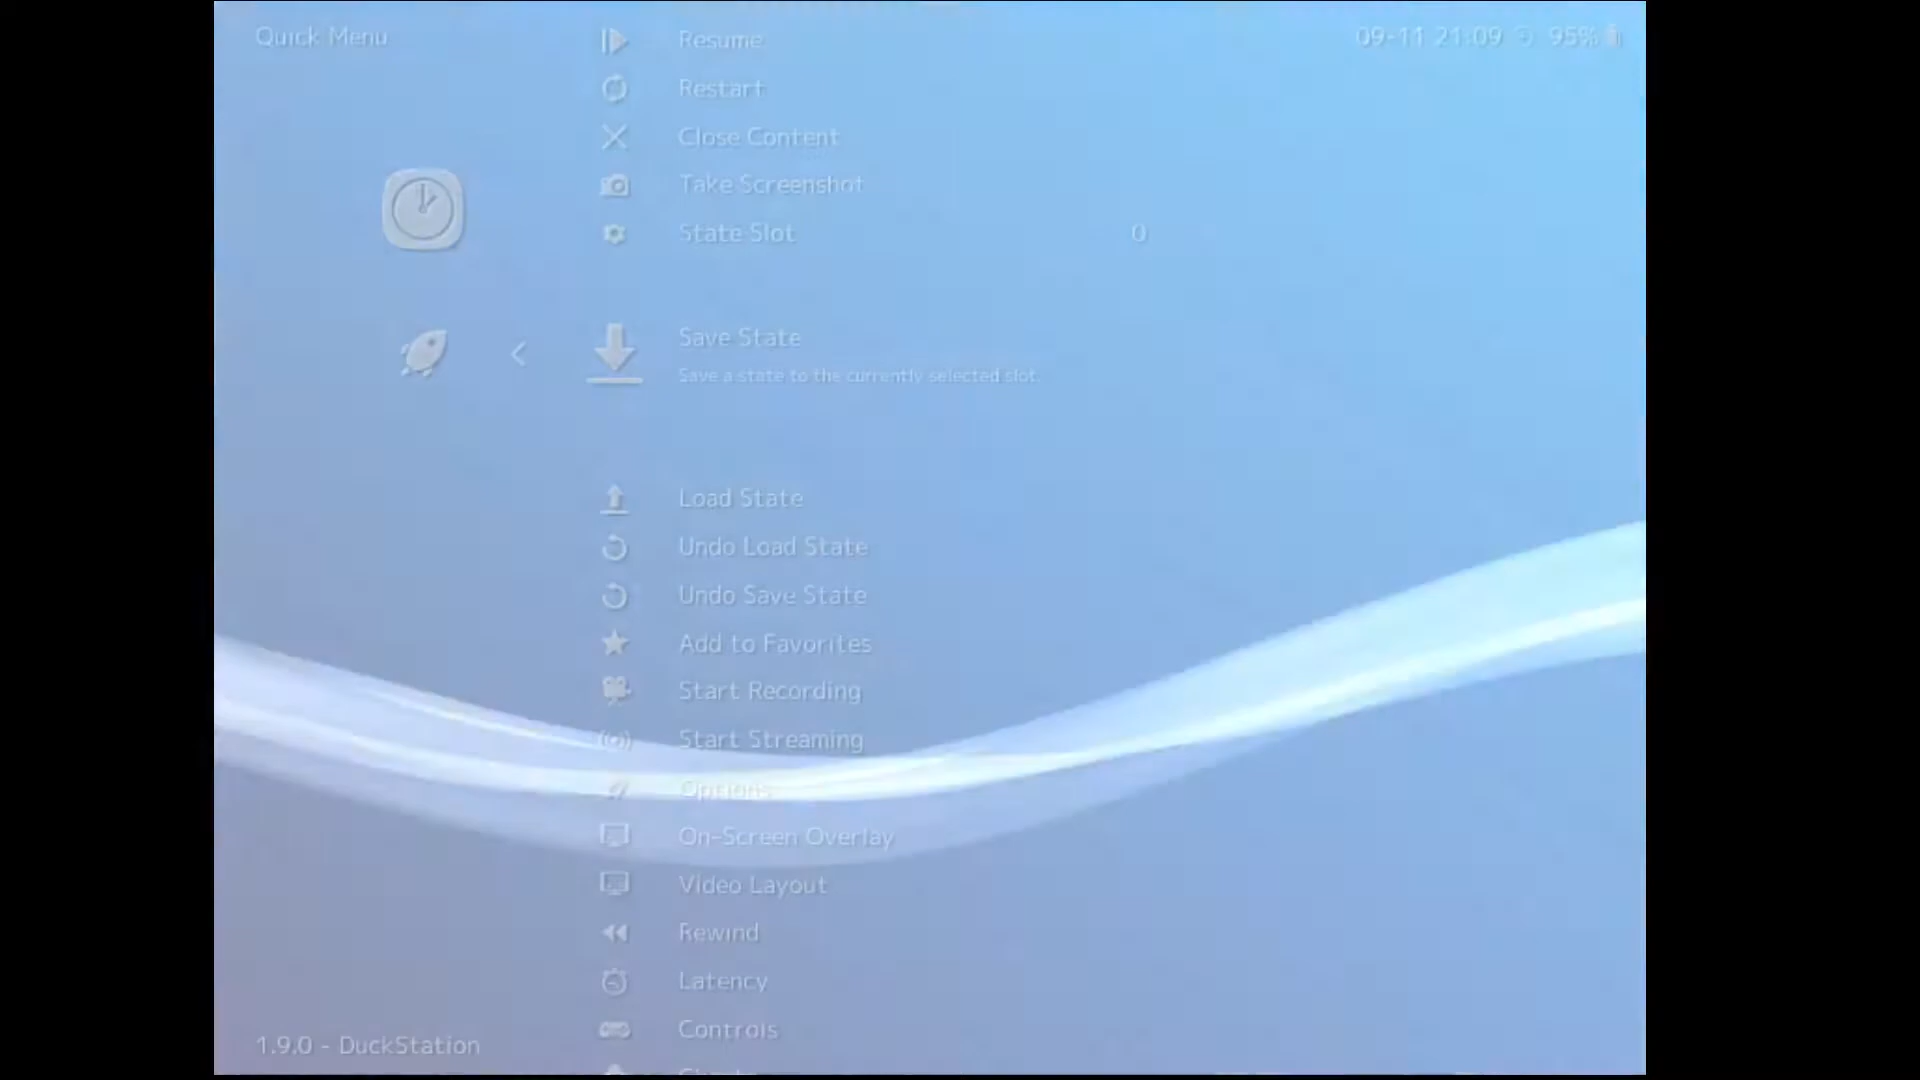 Quick Menu
09-11 21:09 95%
Resume
Restart
Close Content
Take Screenshot
State Slot 0
Save State
Save a state to the currently selected slot.
Load State
Undo Load State
Undo Save State
Add to Favorites
Start Recording
Start Streaming
Options
On-Screen Overlay
Video Layout
Rewind
Latency
Controls
1.9.0 - DuckStation